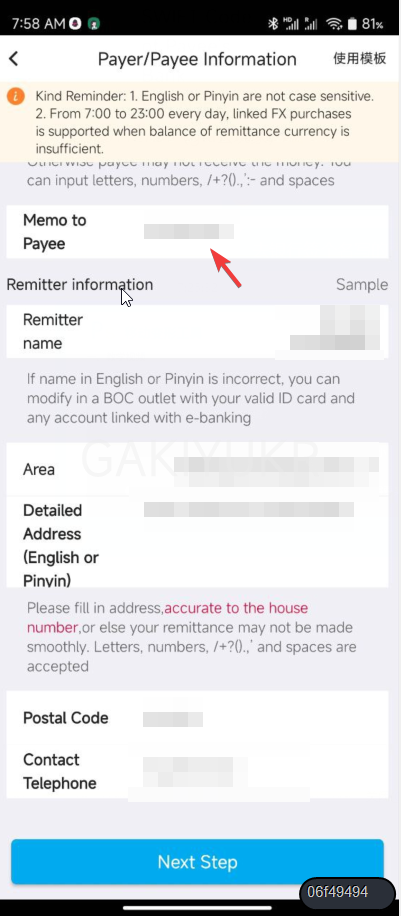 7:58 AM
HD R
81%
Payer/Payee Information
使用模板
Kind Reminder: 1. English or Pinyin are not case sensitive.
2. From 7:00 to 23:00 every day, linked FX purchases
is supported when balance of remittance currency is
insufficient.
Otherwise payee may not receive the money. You
can input letters, numbers, /+?().,':- and spaces
Memo to
Payee
Remitter information
Sample
Remitter
name
If name in English or Pinyin is incorrect, you can
modify in a BOC outlet with your valid ID card and
any account linked with e-banking
Area
Detailed
Address
(English or
Pinyin)
Please fill in address,accurate to the house
number,or else your remittance may not be made
smoothly. Letters, numbers, /+?().,' and spaces are
accepted
Postal Code
Contact
Telephone
Next Step
06f49494